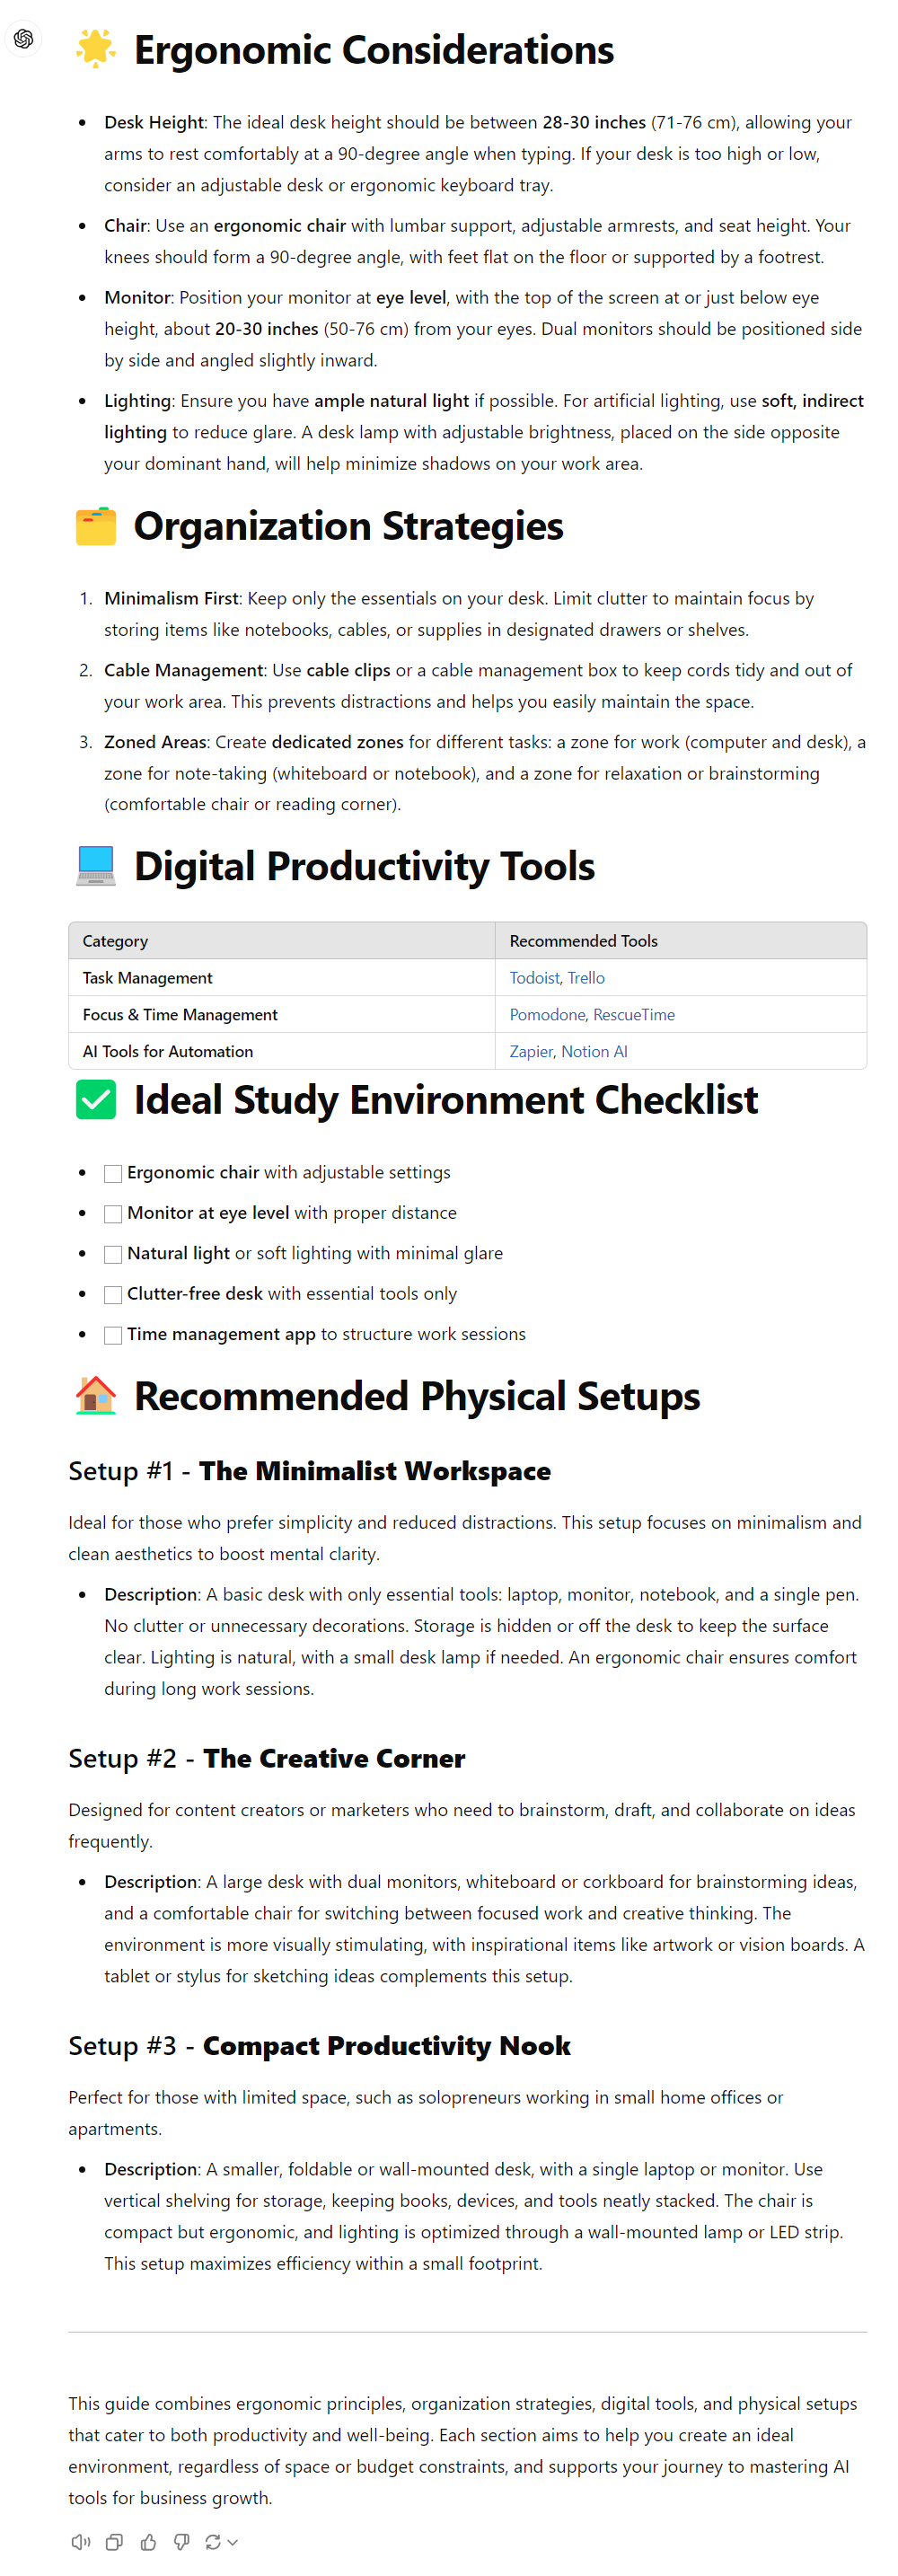 Ergonomic Considerations
Desk Height: The ideal desk height should be between 28-30 inches (71-76 cm), allowing your
arms to rest comfortably at a 90-degree angle when typing. If your desk is too high or low,
consider an adjustable desk or ergonomic keyboard tray.
Chair: Use an ergonomic chair with lumbar support, adjustable armrests, and seat height. Your
knees should form a 90-degree angle, with feet flat on the floor or supported by a footrest.
Monitor: Position your monitor at eye level, with the top of the screen at or just below eye
height, about 20-30 inches (50-76 cm) from your eyes. Dual monitors should be positioned side
by side and angled slightly inward.
Lighting: Ensure you have ample natural light if possible. For artificial lighting, use soft, indirect
lighting to reduce glare. A desk lamp with adjustable brightness, placed on the side opposite
your dominant hand, will help minimize shadows on your work area.
Organization Strategies
1. Minimalism First: Keep only the essentials on your desk. Limit clutter to maintain focus by
storing items like notebooks, cables, or supplies in designated drawers or shelves.
2. Cable Management: Use cable clips or a cable management box to keep cords tidy and out of
your work area. This prevents distractions and helps you easily maintain the space.
3. Zoned Areas: Create dedicated zones for different tasks: a zone for work (computer and desk), a
zone for note-taking (whiteboard or notebook), and a zone for relaxation or brainstorming
(comfortable chair or reading corner).
Digital Productivity Tools
Category Recommended Tools
Task Management Todoist, Trello
Focus & Time Management Pomodone, RescueTime
AI Tools for Automation Zapier, Notion AI
Ideal Study Environment Checklist
Ergonomic chair with adjustable settings
Monitor at eye level with proper distance
Natural light or soft lighting with minimal glare
Clutter-free desk with essential tools only
Time management app to structure work sessions
Recommended Physical Setups
Setup #1 - The Minimalist Workspace
Ideal for those who prefer simplicity and reduced distractions. This setup focuses on minimalism and
clean aesthetics to boost mental clarity.
Description: A basic desk with only essential tools: laptop, monitor, notebook, and a single pen.
No clutter or unnecessary decorations. Storage is hidden or off the desk to keep the surface
clear. Lighting is natural, with a small desk lamp if needed. An ergonomic chair ensures comfort
during long work sessions.
Setup #2 - The Creative Corner
Designed for content creators or marketers who need to brainstorm, draft, and collaborate on ideas
frequently.
Description: A large desk with dual monitors, whiteboard or corkboard for brainstorming ideas,
and a comfortable chair for switching between focused work and creative thinking. The
environment is more visually stimulating, with inspirational items like artwork or vision boards. A
tablet or stylus for sketching ideas complements this setup.
Setup #3 - Compact Productivity Nook
Perfect for those with limited space, such as solopreneurs working in small home offices or
apartments.
Description: A smaller, foldable or wall-mounted desk, with a single laptop or monitor. Use
vertical shelving for storage, keeping books, devices, and tools neatly stacked. The chair is
compact but ergonomic, and lighting is optimized through a wall-mounted lamp or LED strip.
This setup maximizes efficiency within a small footprint.
This guide combines ergonomic principles, organization strategies, digital tools, and physical setups
that cater to both productivity and well-being. Each section aims to help you create an ideal
environment, regardless of space or budget constraints, and supports your journey to mastering AI
tools for business growth.